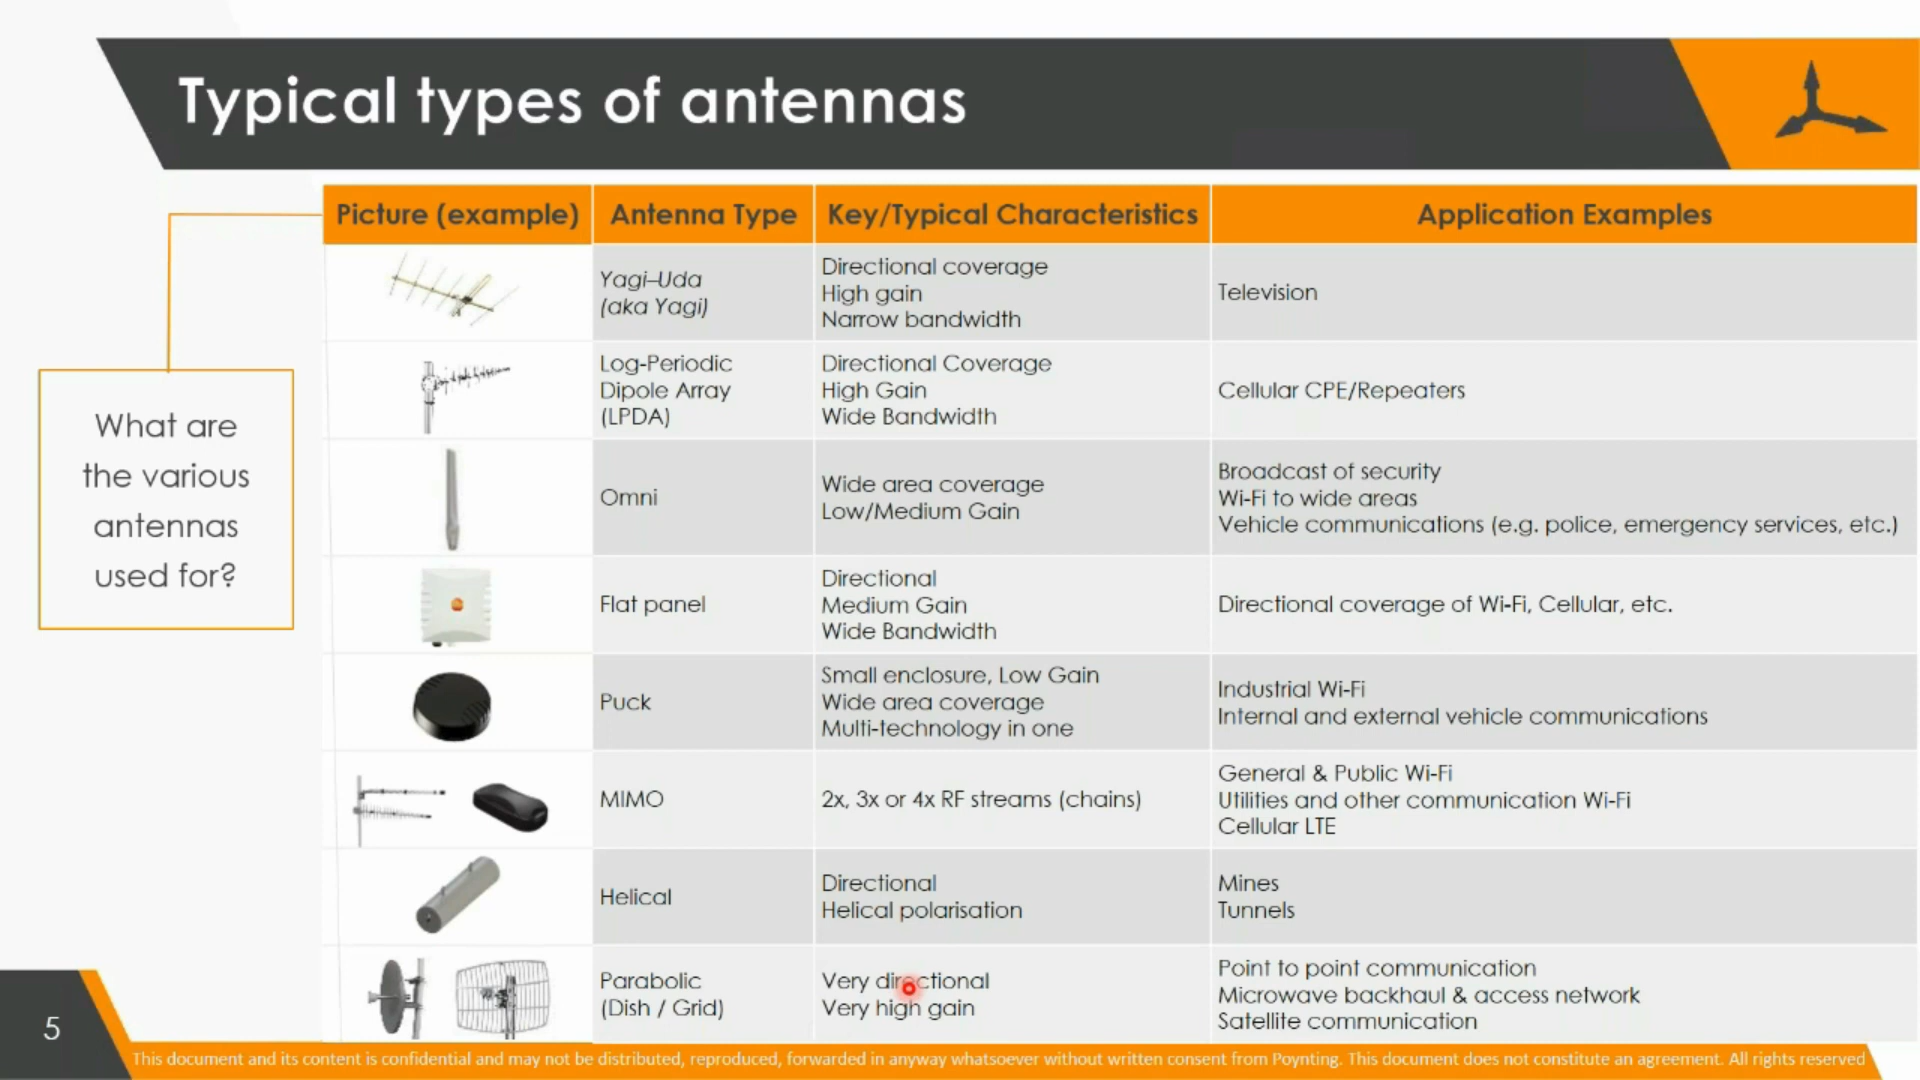 Typical types of antennas
What are
the various
antennas
used for?
Picture (example) Antenna Type Key/Typical Characteristics Application Examples
Yagi–Uda
(aka Yagi)
Directional coverage
High gain
Narrow bandwidth
Television
Log-Periodic
Dipole Array
(LPDA)
Directional Coverage
High Gain
Wide Bandwidth
Cellular CPE/Repeaters
Omni
Wide area coverage
Low/Medium Gain
Broadcast of security
Wi-Fi to wide areas
Vehicle communications (e.g. police, emergency services, etc.)
Flat panel
Directional
Medium Gain
Wide Bandwidth
Directional coverage of Wi-Fi, Cellular, etc.
Puck
Small enclosure, Low Gain
Wide area coverage
Multi-technology in one
Industrial Wi-Fi
Internal and external vehicle communications
MIMO
2x, 3x or 4x RF streams (chains)
General & Public Wi-Fi
Utilities and other communication Wi-Fi
Cellular LTE
Helical
Directional
Helical polarisation
Mines
Tunnels
Parabolic
(Dish / Grid)
Very directional
Very high gain
Point to point communication
Microwave backhaul & access network
Satellite communication
5
This document and its content is confidential and may not be distributed, reproduced, forwarded in anyway whatsoever without written consent from Poynting. This document does not constitute an agreement. All rights reserved